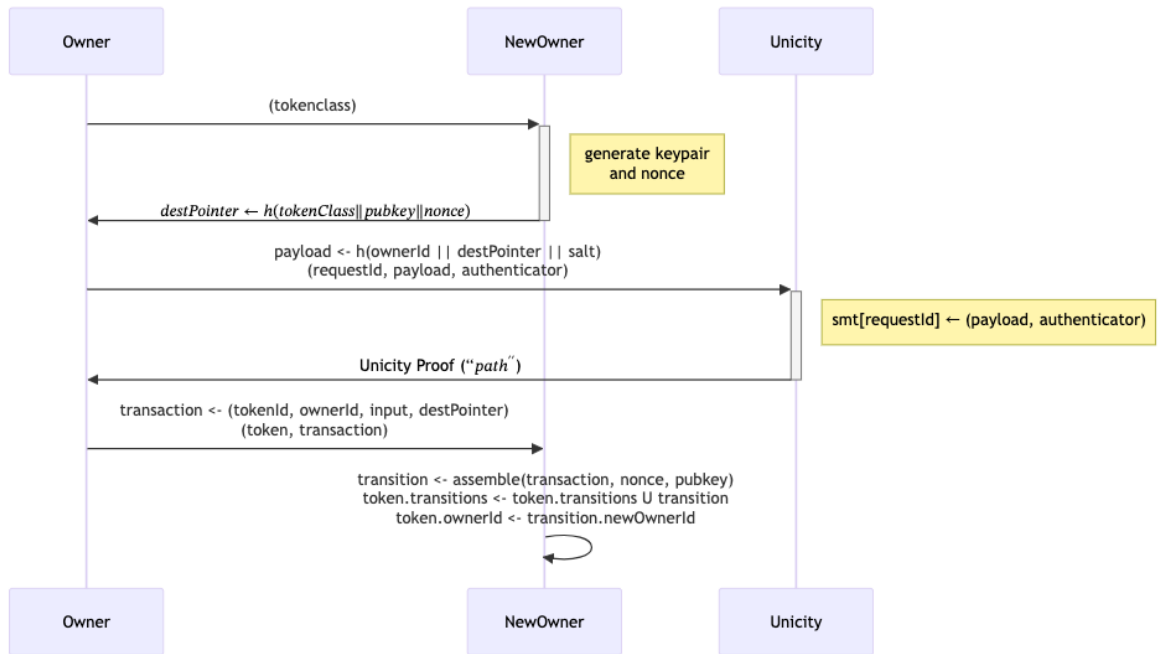 Owner
NewOwner
Unicity
(tokenclass)
generate keypair
and nonce
destPointer ← h(tokenClass||pubkey||nonce)
payload <- h(ownerId || destPointer || salt)
(requestId, payload, authenticator)
smt[requestId] ← (payload, authenticator)
Unicity Proof (“path”)
transaction <- (tokenId, ownerId, input, destPointer)
(token, transaction)
transition <- assemble(transaction, nonce, pubkey)
token.transitions <- token.transitions U transition
token.ownerId <- transition.newOwnerId
Owner
NewOwner
Unicity